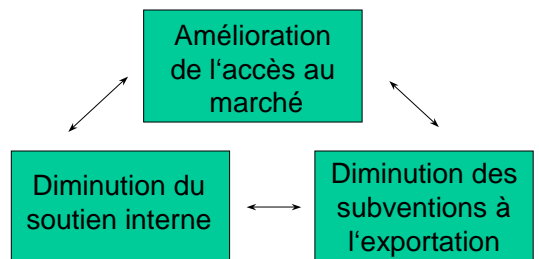 Amélioration
de l‘accès au
marché
Diminution du
soutien interne
Diminution des
subventions à
l‘exportation